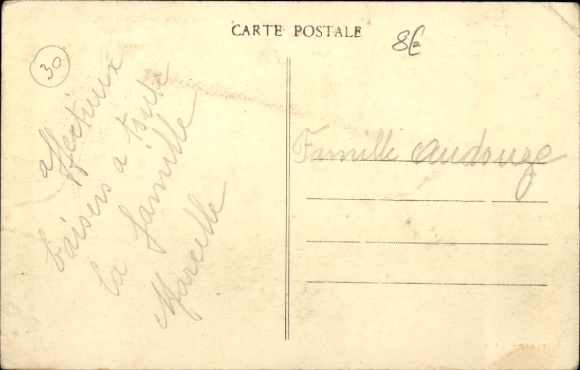 CARTE POSTALE
8€
30
affectueux
baisers a toute
la famille
Marcelle
Famille Audouze